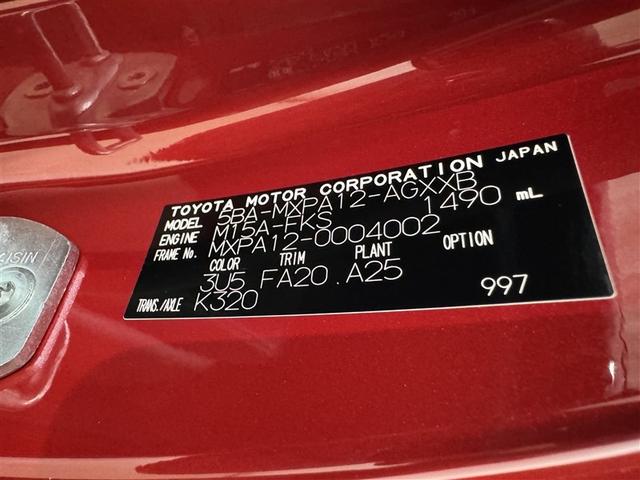 TOYOTA MOTOR CORPORATION JAPAN
MODEL 5BA-MXPA12-AGXXB
ENGINE M15A-FKS 1490 mL
FRAME No. MXPA12-0004002
COLOR TRIM PLANT OPTION
3U5 FA20 . A25
TRANS./AXLE K320 997
AISIN